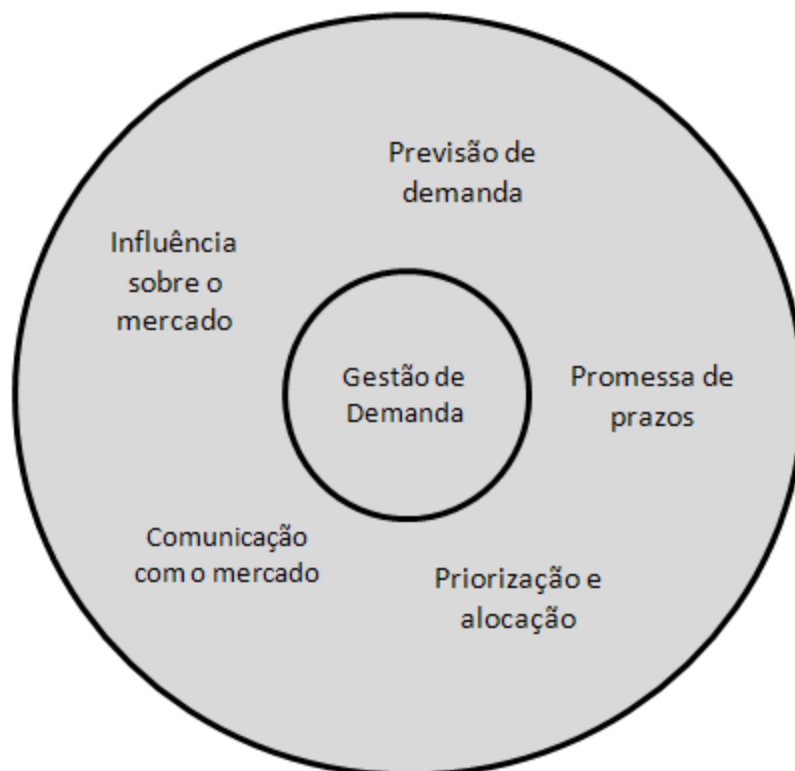 Previsão de
demanda
Influência
sobre o
mercado
Gestão de
Demanda
Promessa de
prazos
Comunicação
com o mercado
Priorização e
alocação